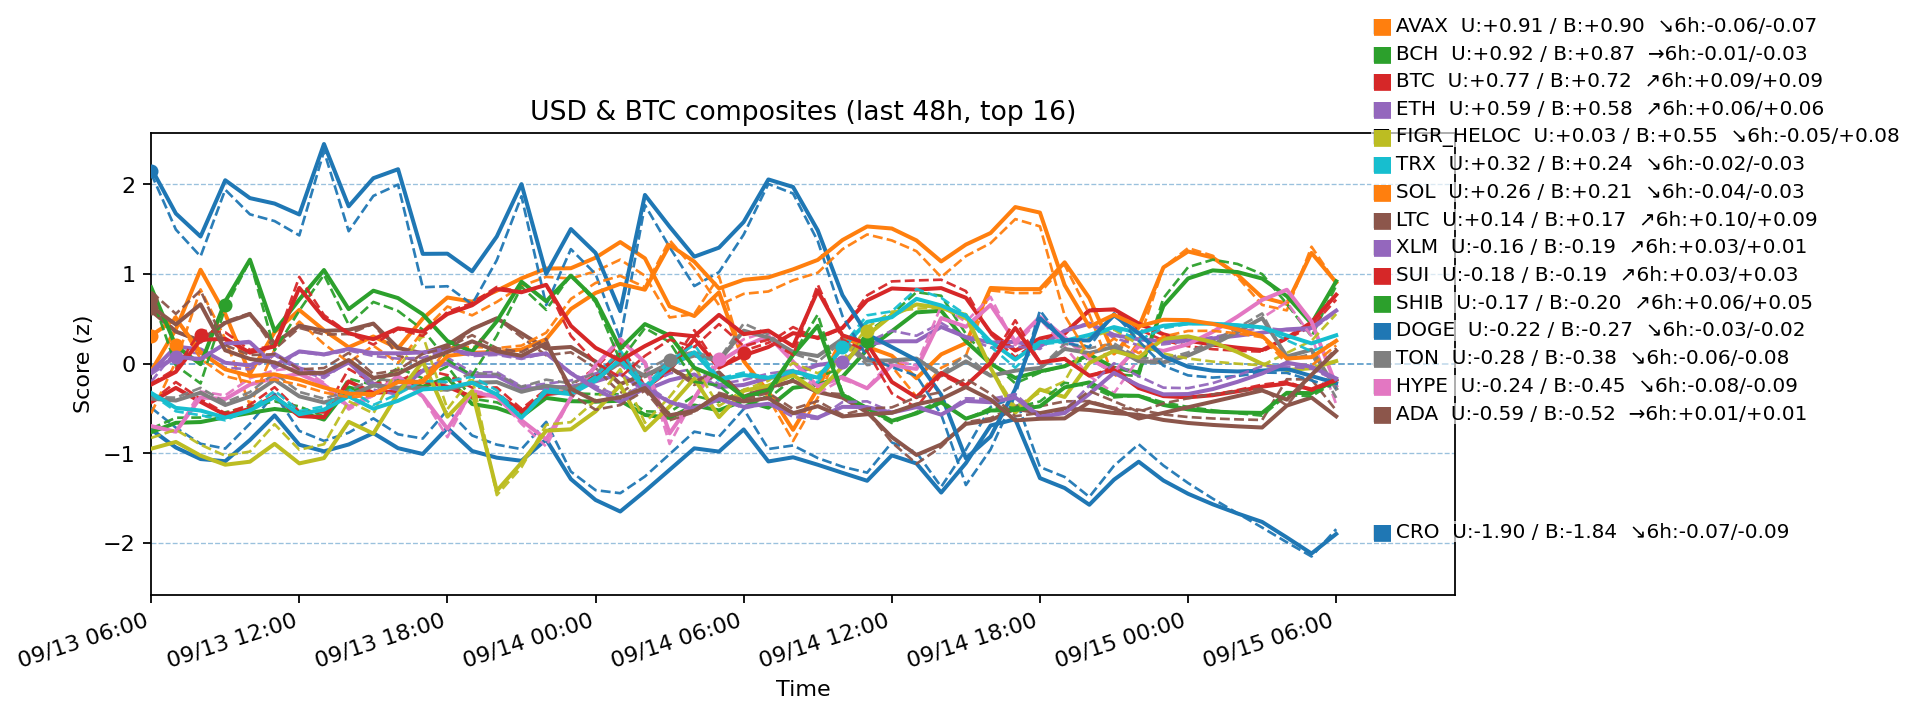 AVAX U:+0.91 / B:+0.90 ↘6h:-0.06/-0.07
BCH U:+0.92 / B:+0.87 →6h:-0.01/-0.03
BTC U:+0.77 / B:+0.72 ↗6h:+0.09/+0.09
ETH U:+0.59 / B:+0.58 ↗6h:+0.06/+0.06
FIGR_HELOC U:+0.03 / B:+0.55 ↘6h:-0.05/+0.08
TRX U:+0.32 / B:+0.24 ↘6h:-0.02/-0.03
SOL U:+0.26 / B:+0.21 ↘6h:-0.04/-0.03
LTC U:+0.14 / B:+0.17 ↗6h:+0.10/+0.09
XLM U:-0.16 / B:-0.19 ↗6h:+0.03/+0.01
SUI U:-0.18 / B:-0.19 ↗6h:+0.03/+0.03
SHIB U:-0.17 / B:-0.20 ↗6h:+0.06/+0.05
DOGE U:-0.22 / B:-0.27 ↘6h:-0.03/-0.02
TON U:-0.28 / B:-0.38 ↘6h:-0.06/-0.08
HYPE U:-0.24 / B:-0.45 ↘6h:-0.08/-0.09
ADA U:-0.59 / B:-0.52 →6h:+0.01/+0.01
CRO U:-1.90 / B:-1.84 ↘6h:-0.07/-0.09
USD & BTC composites (last 48h, top 16)
Score (z)
2
1
0
−1
−2
09/13 06:00
09/13 12:00
09/13 18:00
09/14 00:00
09/14 06:00
09/14 12:00
09/14 18:00
09/15 00:00
09/15 06:00
Time